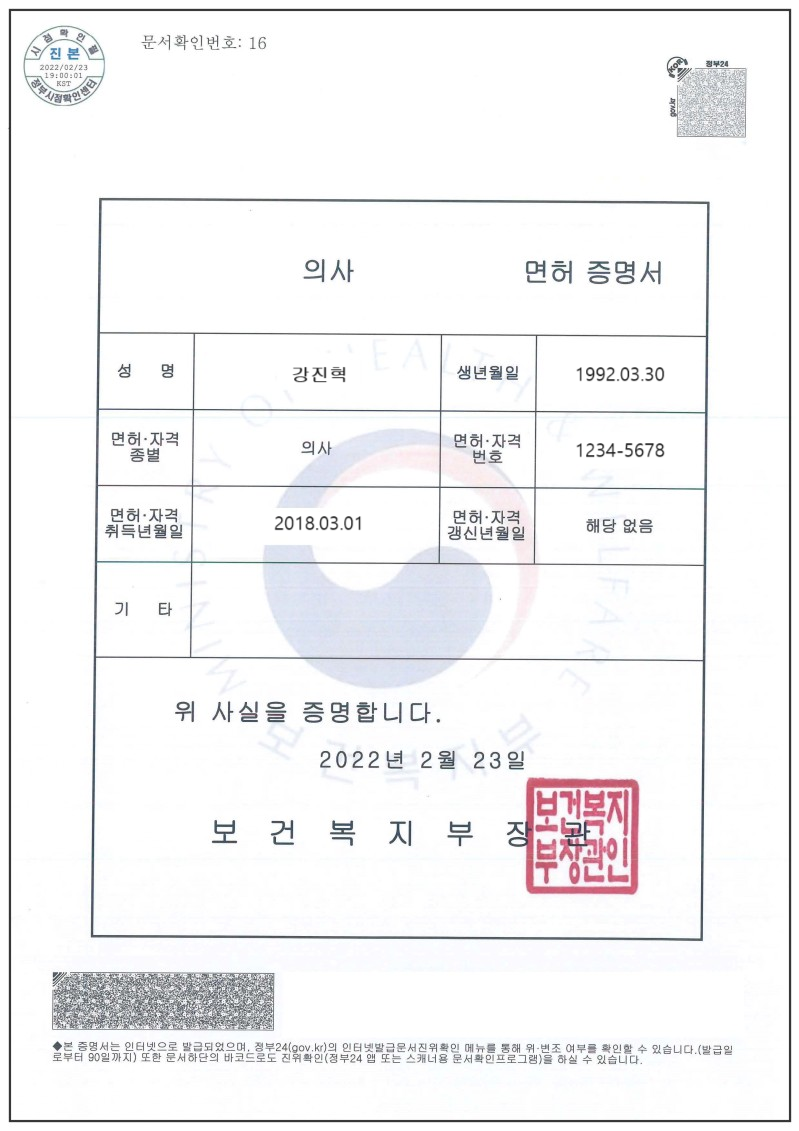 시점확인필
진본
2022/02/23
19:00:01
KST
정부시점확인센터
문서확인번호: 16
정부24
gov.kr
의사 면허 증명서
성 명 강진혁 생년월일 1992.03.30
면허·자격 종별 의사 면허·자격 번호 1234-5678
면허·자격 취득년월일 2018.03.01 면허·자격 갱신년월일 해당 없음
기 타
MINISTRY OF HEALTH & WELFARE
보건복지부
위 사실을 증명합니다.
2022년 2월 23일
보 건 복 지 부 장 관
보건복지
부장관인
◆본 증명서는 인터넷으로 발급되었으며, 정부24(gov.kr)의 인터넷발급문서진위확인 메뉴를 통해 위·변조 여부를 확인할 수 있습니다.(발급일
로부터 90일까지) 또한 문서하단의 바코드로도 진위확인(정부24 앱 또는 스캐너용 문서확인프로그램)을 하실 수 있습니다.